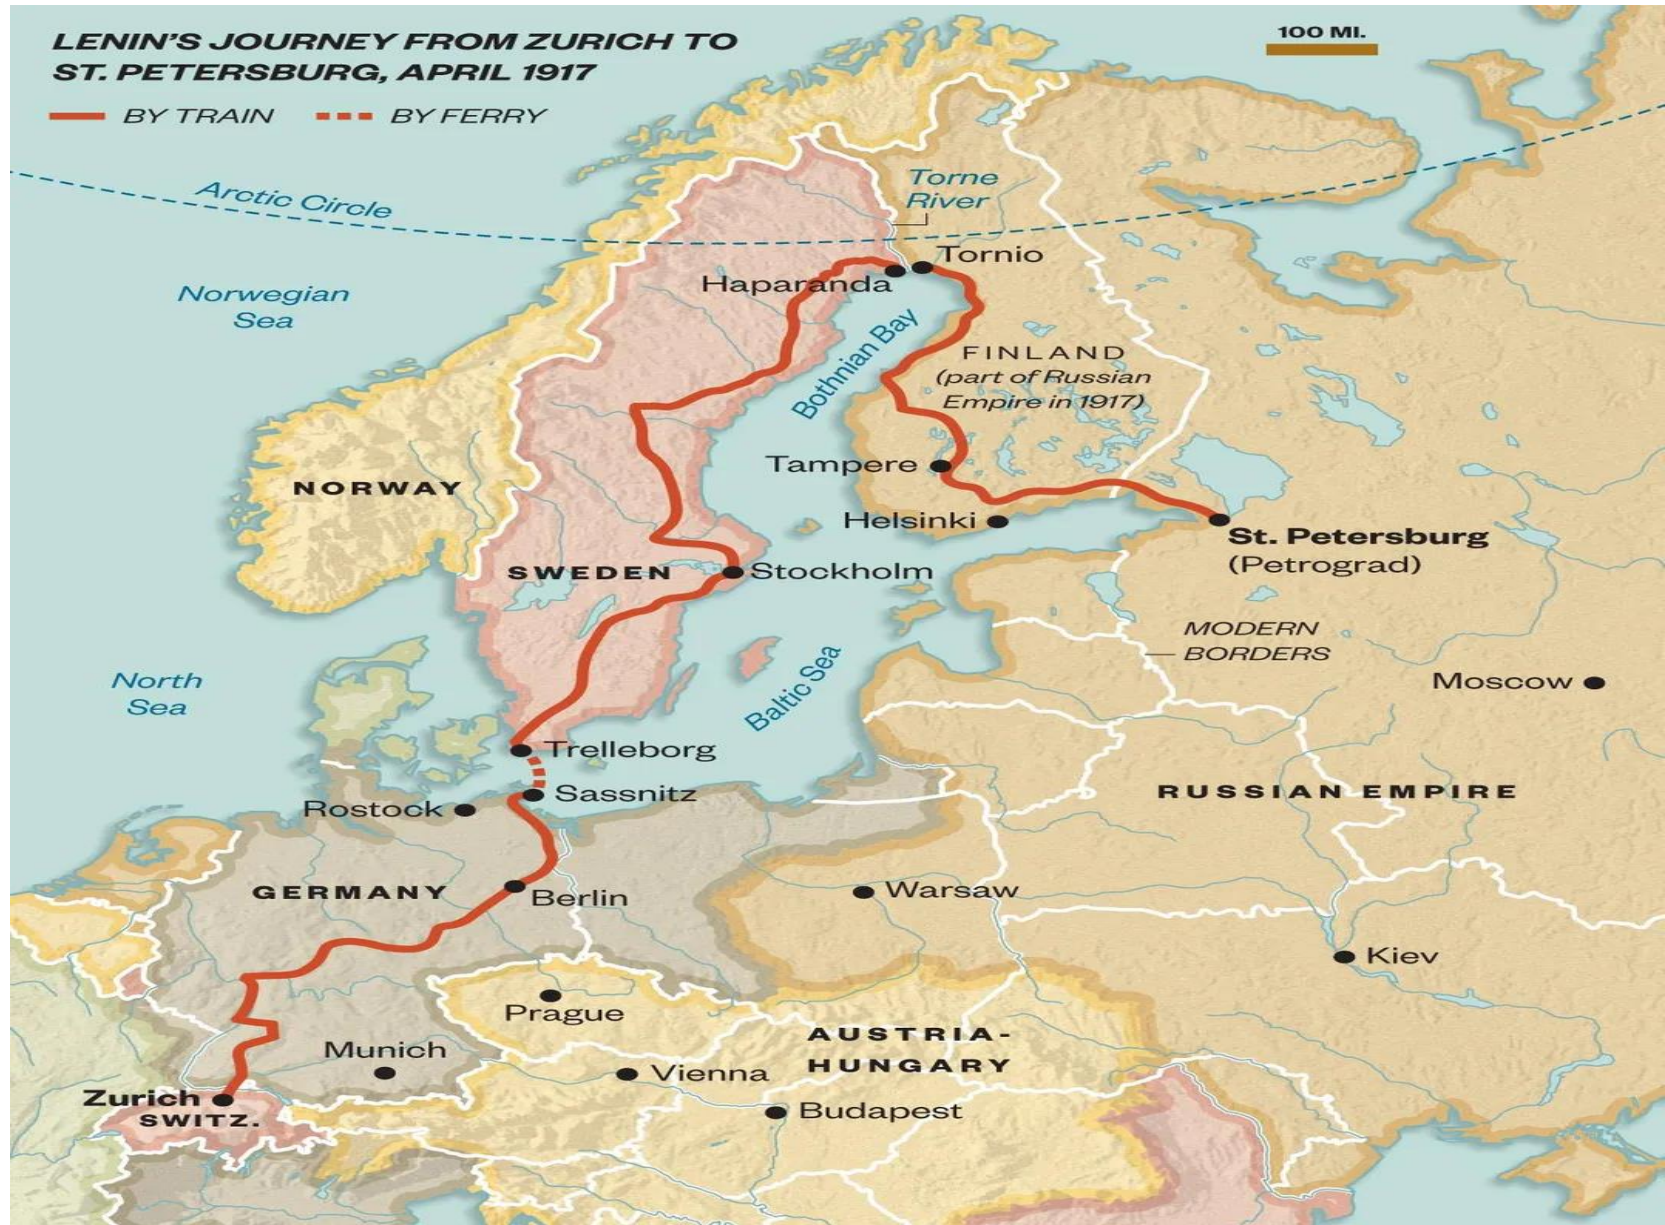 LENIN'S JOURNEY FROM ZURICH TO
ST. PETERSBURG, APRIL 1917
BY TRAIN
BY FERRY
100 MI.
Arctic Circle
Torne
River
Tornio
Haparanda
Norwegian
Sea
Bothnian Bay
FINLAND
(part of Russian
Empire in 1917)
Tampere
NORWAY
Helsinki
St. Petersburg
(Petrograd)
SWEDEN
Stockholm
MODERN
BORDERS
North
Sea
Baltic Sea
Moscow
Trelleborg
Sassnitz
Rostock
RUSSIAN EMPIRE
GERMANY
Berlin
Warsaw
Kiev
Prague
AUSTRIA-
HUNGARY
Munich
Vienna
Zurich
SWITZ.
Budapest